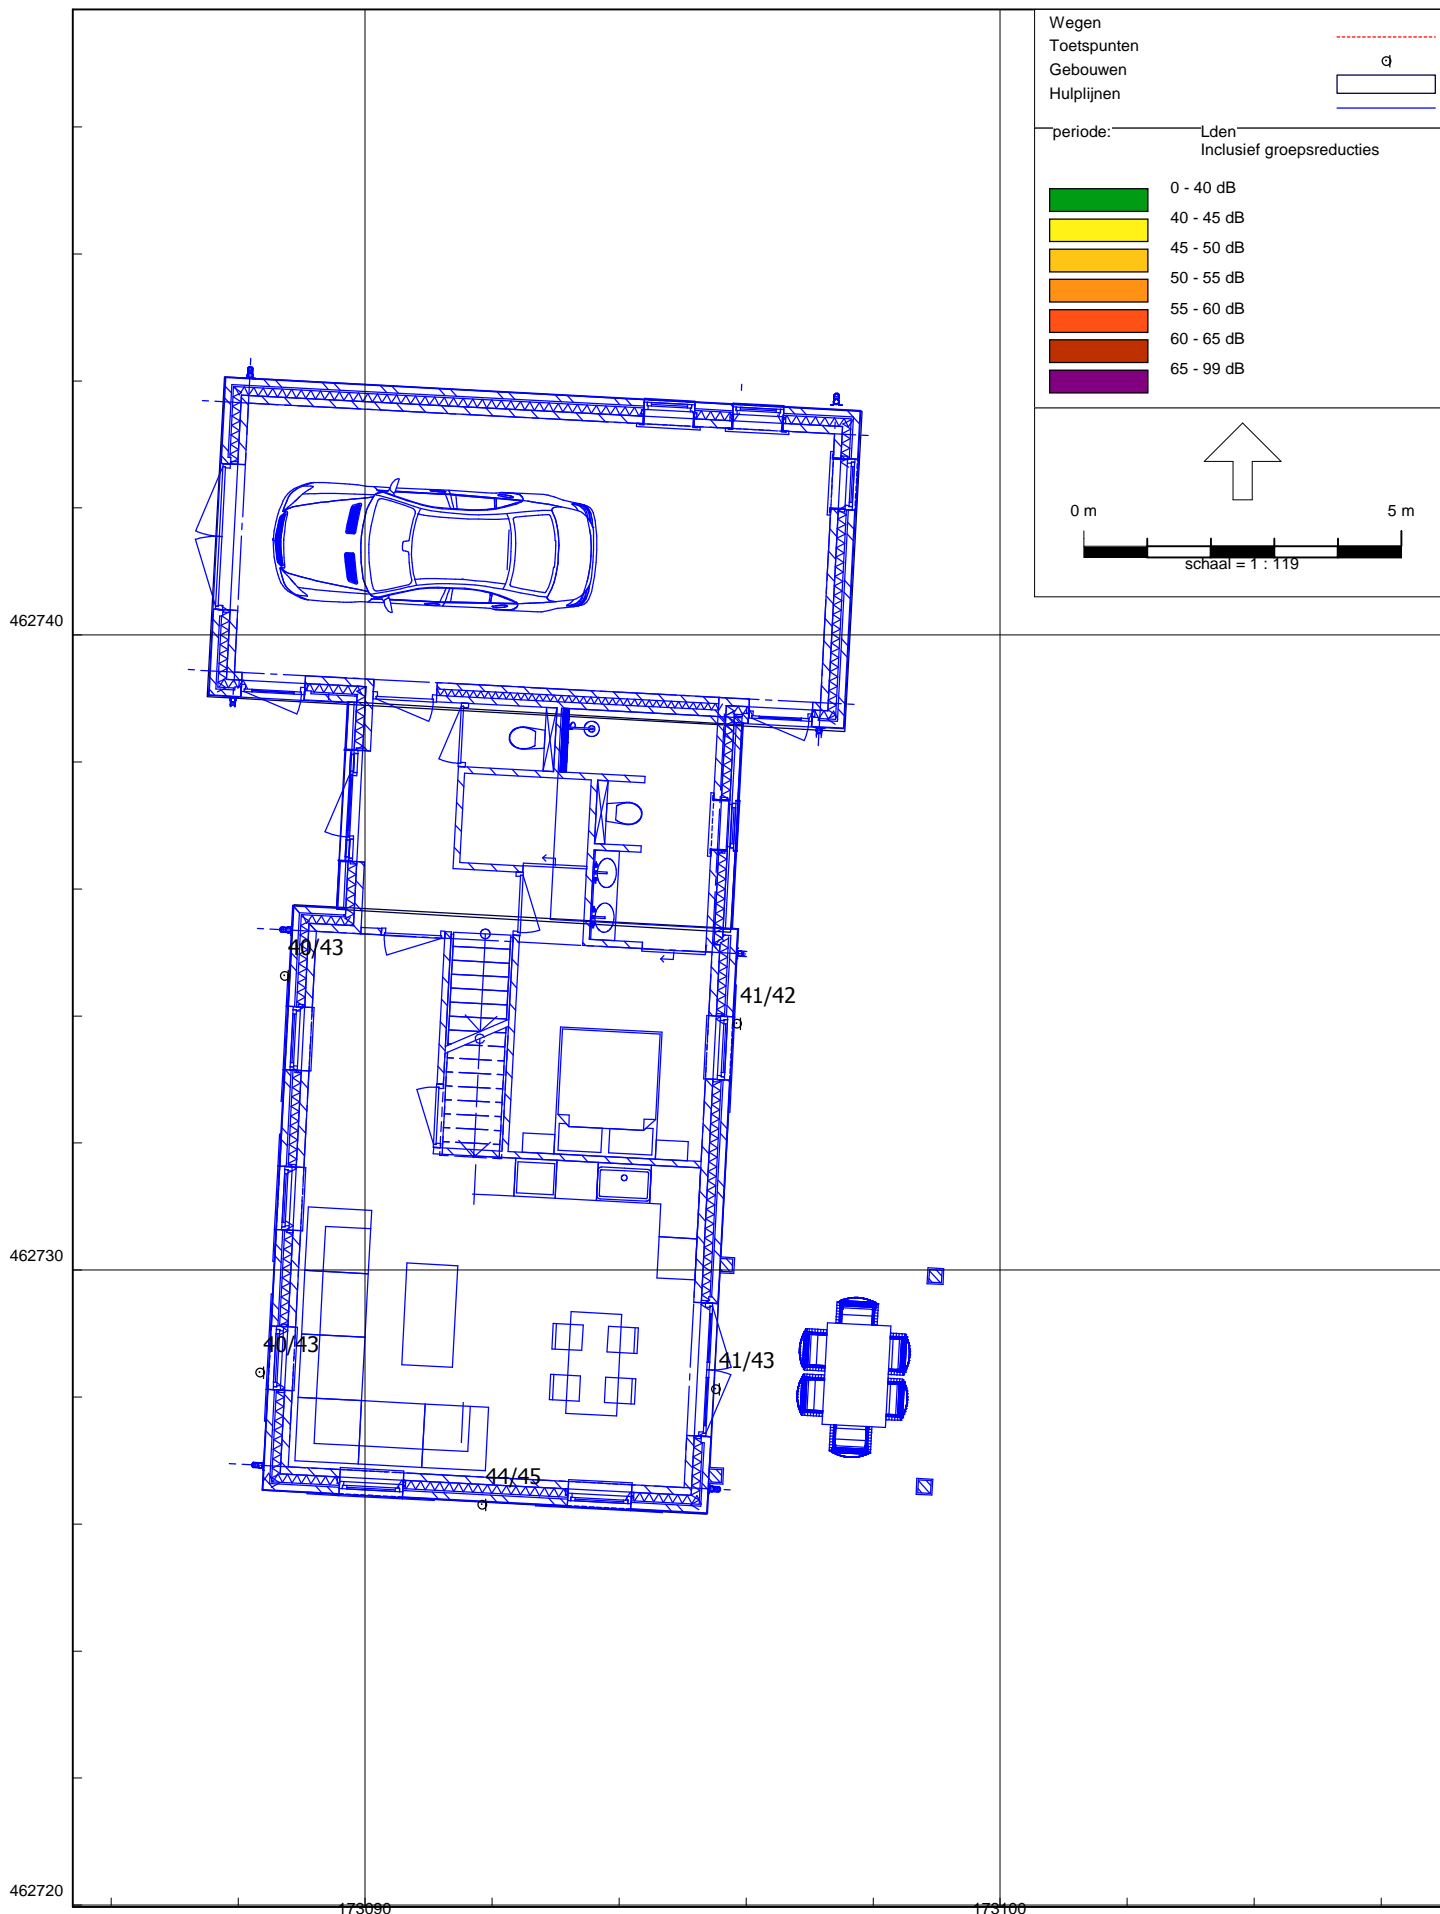 Wegen
Toetspunten
Gebouwen
Hulplijnen
periode: Lden
Inclusief groepsreducties
0 - 40 dB
40 - 45 dB
45 - 50 dB
50 - 55 dB
55 - 60 dB
60 - 65 dB
65 - 99 dB
0 m 5 m
schaal = 1 : 119
462740
40/43
41/42
462730
40/43
41/43
44/45
462720
173090 173100